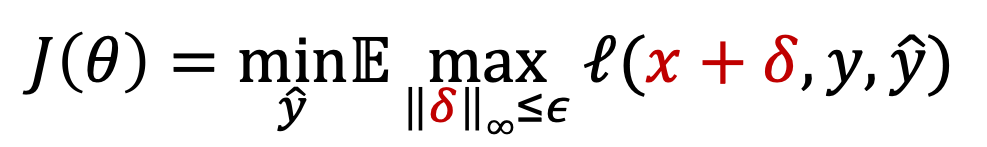 J(θ) = min_ŷ 𝔼 max_{‖δ‖_∞≤ϵ} ℓ(x + δ, y, ŷ)